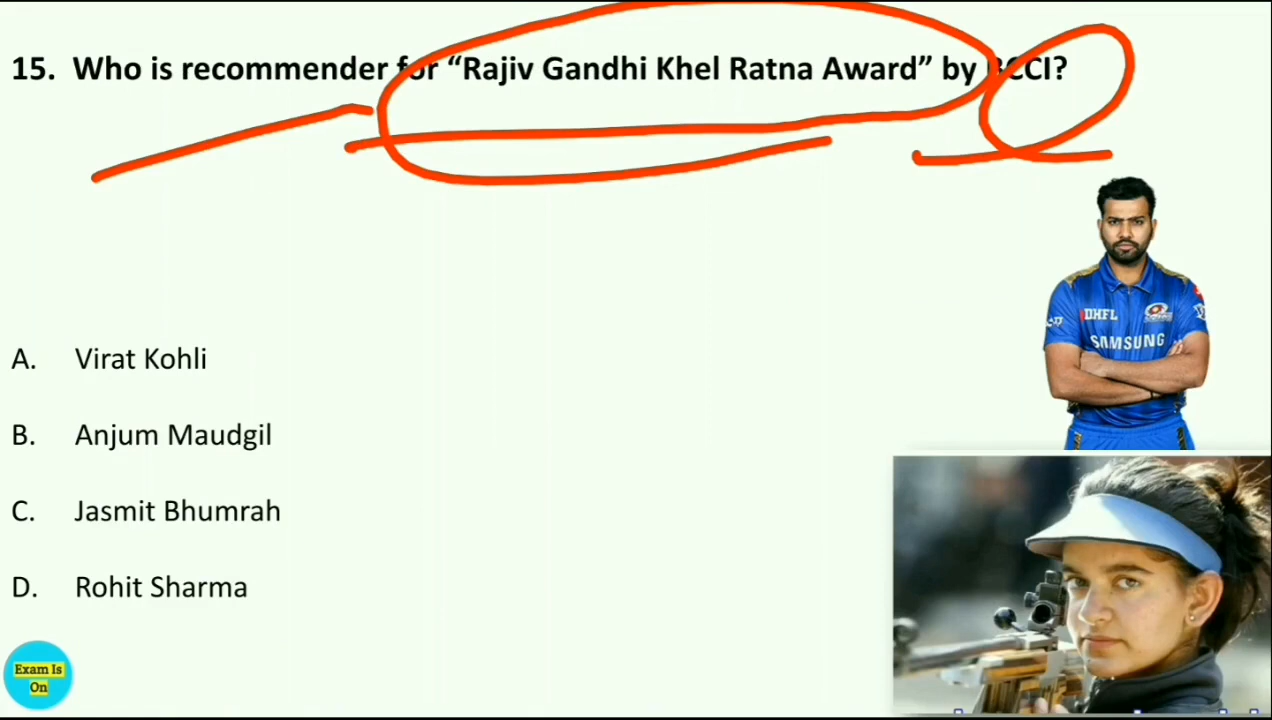 15. Who is recommender for “Rajiv Gandhi Khel Ratna Award” by BCCI?
DHFL
SAMSUNG
A. Virat Kohli
B. Anjum Maudgil
C. Jasmit Bhumrah
D. Rohit Sharma
Exam Is
On